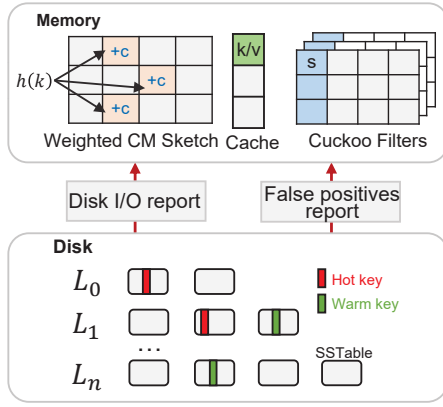 Memory
+c
k/v
s
h(k)
+c
+c
Weighted CM Sketch
Cache
Cuckoo Filters
Disk I/O report
False positives
report
Disk
L0
Hot key
L1
Warm key
...
SSTable
Ln